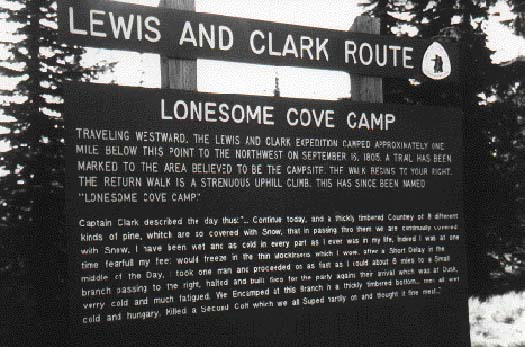 LEWIS AND CLARK ROUTE
LONESOME COVE CAMP
TRAVELING WESTWARD, THE LEWIS AND CLARK EXPEDITION CAMPED APPROXIMATELY ONE
MILE BELOW THIS POINT TO THE NORTHWEST ON SEPTEMBER 16, 1805. A TRAIL HAS BEEN
MARKED TO THE AREA BELIEVED TO BE THE CAMPSITE. THE WALK BEGINS TO YOUR RIGHT.
THE RETURN WALK IS A STRENUOUS UPHILL CLIMB. THIS HAS SINCE BEEN NAMED
"LONESOME COVE CAMP."
Captain Clark described the day thus: "... Continue today, and a thickly timbered Country of 8 different
kinds of pine, whitch are so covered with Snow, that in passing thro them we are continualy covered
with Snow, I have been wet and as cold in every part as I ever was in my life, indeed I was at one
time fearfull my feet would freeze in the thin Mockirsons which I wore, after a Short Delay in the
middle of the Day, I took one man and proceeded on as fast as I could about 6 miles to a Small
branch passing to the right, halted and built fires for the party agains their arival which was at Dusk,
verry cold and much fatigued. We Encamped at this Branch in a thickly timbered bottom... men all wet
cold and hungary. Killed a Second Colt which we all Suped hartily on and thought it fine meat..."